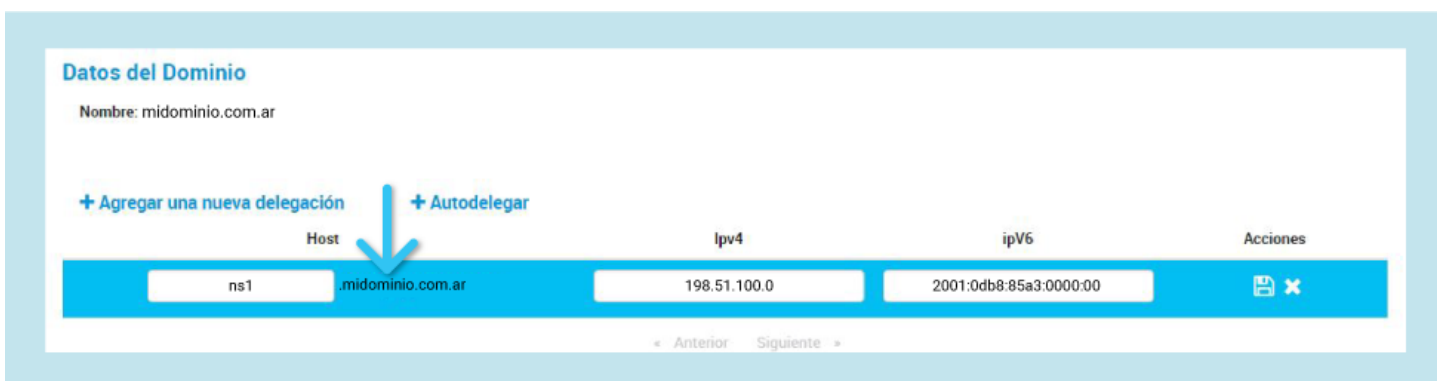 Datos del Dominio
Nombre: midominio.com.ar
+ Agregar una nueva delegación + Autodelegar
Host Ipv4 ipV6 Acciones
ns1 .midominio.com.ar 198.51.100.0 2001:0db8:85a3:0000:00
« Anterior Siguiente »